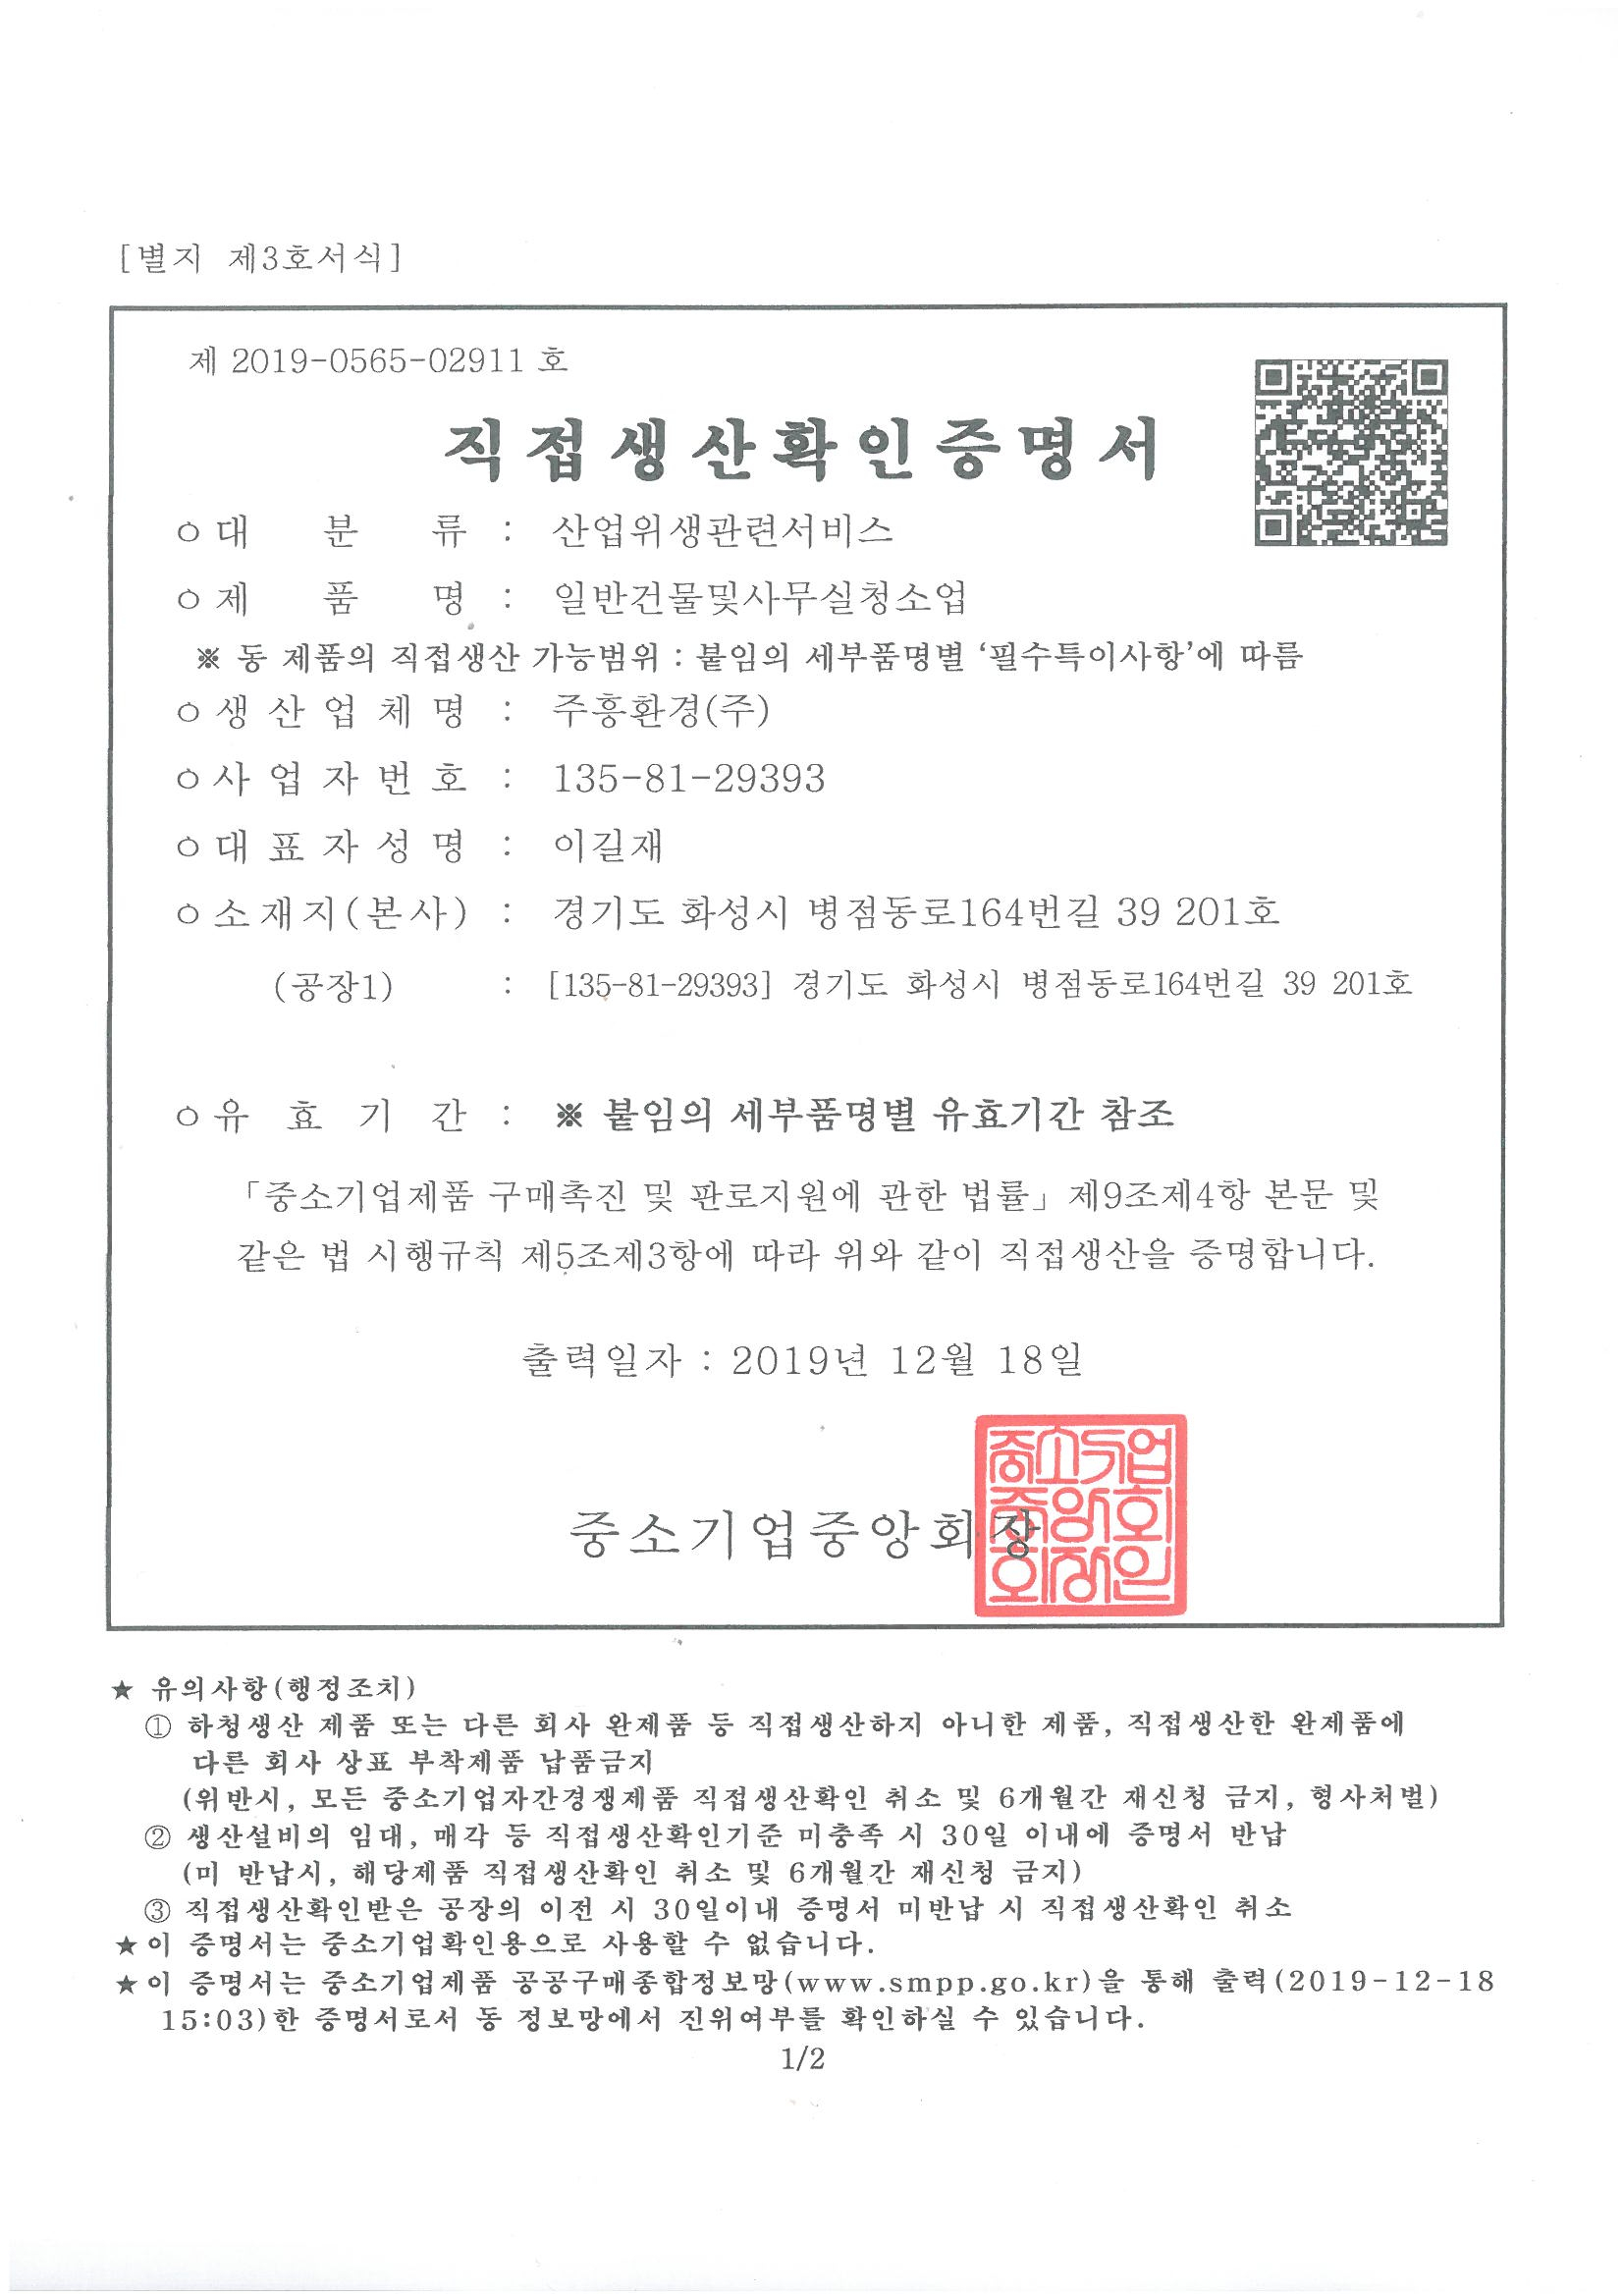 [별지 제3호서식]
제 2019-0565-02911 호
직접생산확인증명서
ㅇ대 분 류 : 산업위생관련서비스
ㅇ제 품 명 : 일반건물및사무실청소업
※ 동 제품의 직접생산 가능범위 : 붙임의 세부품명별 ‘필수특이사항’에 따름
ㅇ생 산 업 체 명 : 주흥환경(주)
ㅇ사 업 자 번 호 : 135-81-29393
ㅇ대 표 자 성 명 : 이길재
ㅇ소재지(본사) : 경기도 화성시 병점동로164번길 39 201호
(공장1) : [135-81-29393] 경기도 화성시 병점동로164번길 39 201호
ㅇ유 효 기 간 : ※ 붙임의 세부품명별 유효기간 참조
「중소기업제품 구매촉진 및 판로지원에 관한 법률」제9조제4항 본문 및
같은 법 시행규칙 제5조제3항에 따라 위와 같이 직접생산을 증명합니다.
출력일자 : 2019년 12월 18일
중소기업중앙회장
중소기업
중앙회
회장인
★ 유의사항(행정조치)
① 하청생산 제품 또는 다른 회사 완제품 등 직접생산하지 아니한 제품, 직접생산한 완제품에
다른 회사 상표 부착제품 납품금지
(위반시, 모든 중소기업자간경쟁제품 직접생산확인 취소 및 6개월간 재신청 금지, 형사처벌)
② 생산설비의 임대, 매각 등 직접생산확인기준 미충족 시 30일 이내에 증명서 반납
(미 반납시, 해당제품 직접생산확인 취소 및 6개월간 재신청 금지)
③ 직접생산확인받은 공장의 이전 시 30일이내 증명서 미반납 시 직접생산확인 취소
★이 증명서는 중소기업확인용으로 사용할 수 없습니다.
★이 증명서는 중소기업제품 공공구매종합정보망(www.smpp.go.kr)을 통해 출력(2019-12-18
15:03)한 증명서로서 동 정보망에서 진위여부를 확인하실 수 있습니다.
1/2